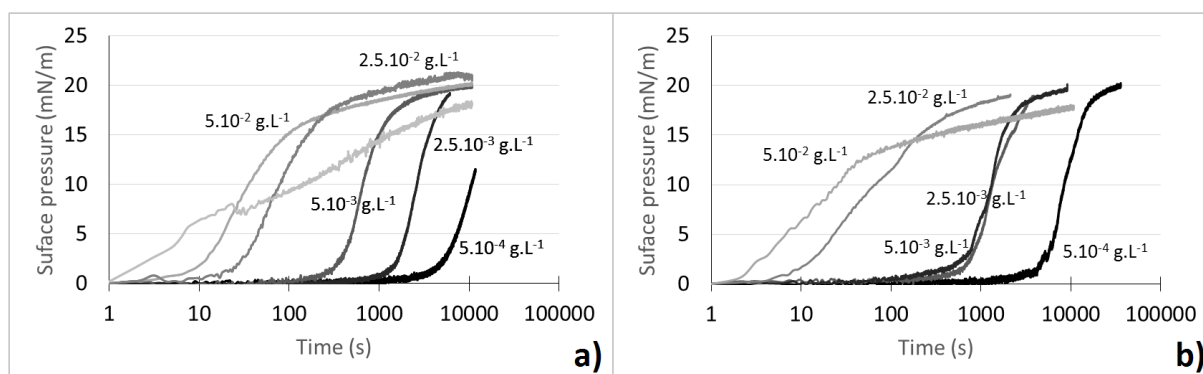 25
20
15
10
5
0
Suface pressure (mN/m)
2.5.10⁻² g.L⁻¹
5.10⁻² g.L⁻¹
2.5.10⁻³ g.L⁻¹
5.10⁻³ g.L⁻¹
5.10⁻⁴ g.L⁻¹
1 10 100 1000 10000 100000
Time (s)
a)
25
20
15
10
5
0
Suface pressure (mN/m)
2.5.10⁻² g.L⁻¹
5.10⁻² g.L⁻¹
2.5.10⁻³ g.L⁻¹
5.10⁻³ g.L⁻¹
5.10⁻⁴ g.L⁻¹
1 10 100 1000 10000 100000
Time (s)
b)